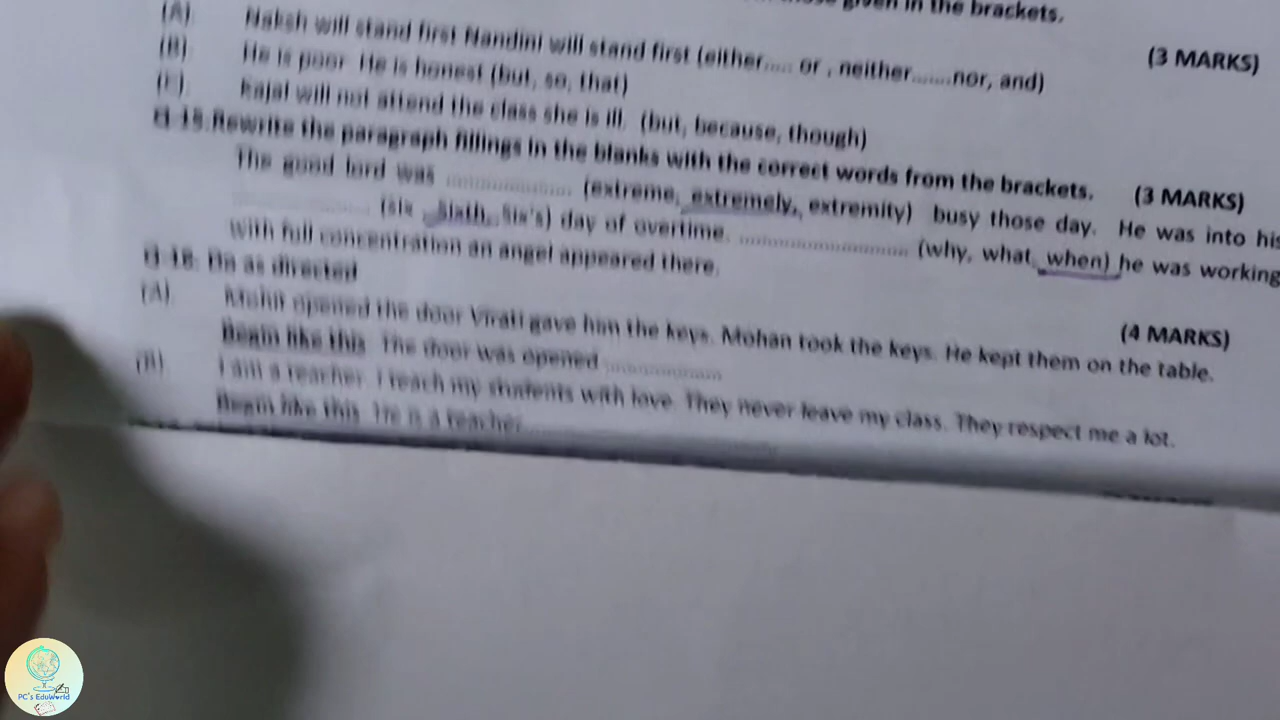 given in the brackets.
(3 MARKS)
(A) Naksh will stand first Nandini will stand first (either..... or , neither.......nor, and)
(B) He is poor He is honest (but, so, that)
Kajal will not attend the class she is ill. (but, because, though)
Rewrite the paragraph fillings in the blanks with the correct words from the brackets. (3 MARKS)
The good lord was .................... (extreme, extremely, extremity) busy those day. He was into his
.................... (six , Sixth, Six's) day of overtime. .......................... (why, what, when) he was working
With full concentration an angel appeared there.
Do as directed
(4 MARKS)
(A) opened the door Virati gave him the keys. Mohan took the keys. He kept them on the table.
Begin like this The door was opened ....................
(B) I am a teacher. I teach my students with love. They never leave my class. They respect me a lot.
Begin like this He is a teacher....................
PC's EduWorld